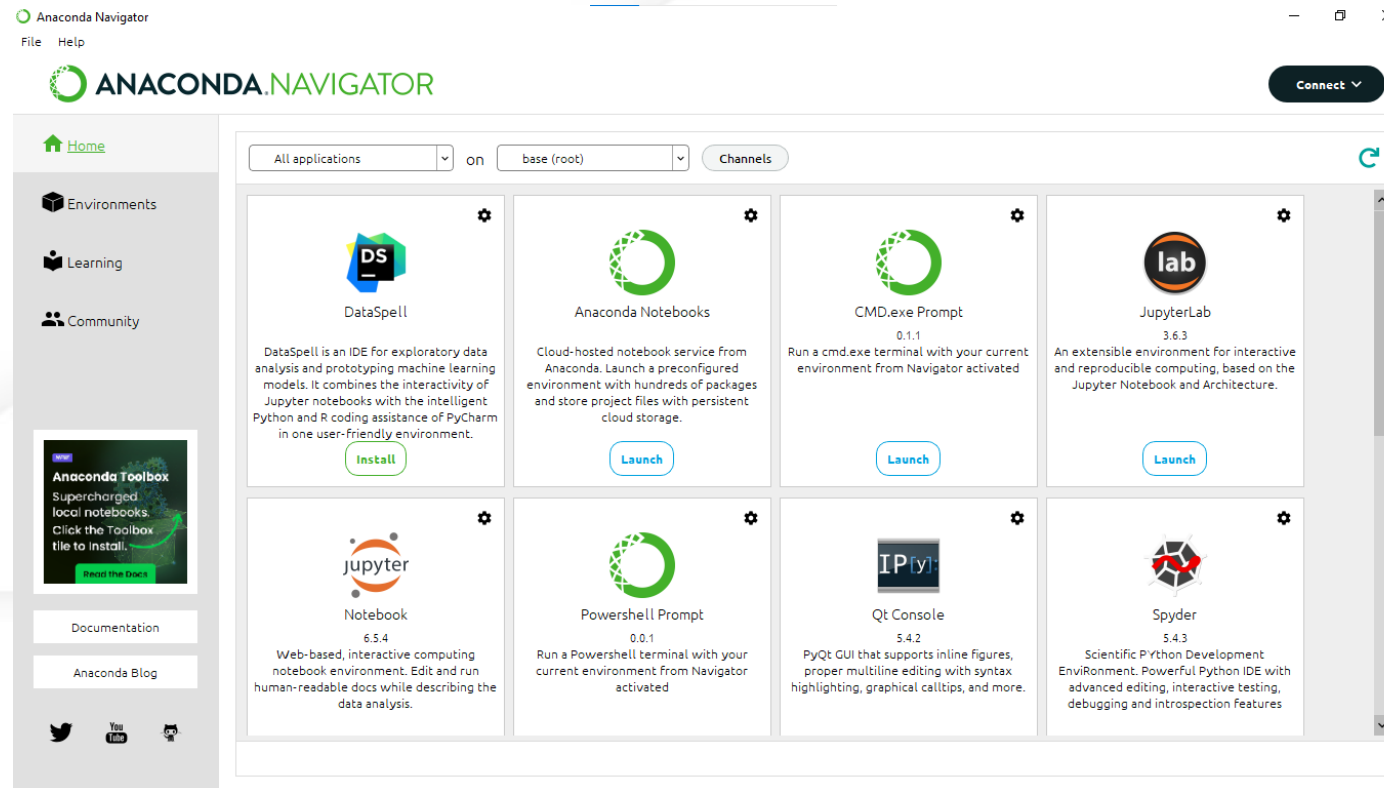 Anaconda Navigator
File Help
ANACONDA.NAVIGATOR
Connect
Home
Environments
Learning
Community
NEW
Anaconda Toolbox
Supercharged
local notebooks.
Click the Toolbox
tile to install.
Read the Docs
Documentation
Anaconda Blog
You
Tube
All applications on base (root) Channels
DS
DataSpell
DataSpell is an IDE for exploratory data
analysis and prototyping machine learning
models. It combines the interactivity of
Jupyter notebooks with the intelligent
Python and R coding assistance of PyCharm
in one user-friendly environment.
Install
Anaconda Notebooks
Cloud-hosted notebook service from
Anaconda. Launch a preconfigured
environment with hundreds of packages
and store project files with persistent
cloud storage.
Launch
CMD.exe Prompt
0.1.1
Run a cmd.exe terminal with your current
environment from Navigator activated
Launch
lab
JupyterLab
3.6.3
An extensible environment for interactive
and reproducible computing, based on the
Jupyter Notebook and Architecture.
Launch
jupyter
Notebook
6.5.4
Web-based, interactive computing
notebook environment. Edit and run
human-readable docs while describing the
data analysis.
Powershell Prompt
0.0.1
Run a Powershell terminal with your
current environment from Navigator
activated
IP[y]:
Qt Console
5.4.2
PyQt GUI that supports inline figures,
proper multiline editing with syntax
highlighting, graphical calltips, and more.
Spyder
5.4.3
Scientific PYthon Development
EnviRonment. Powerful Python IDE with
advanced editing, interactive testing,
debugging and introspection features